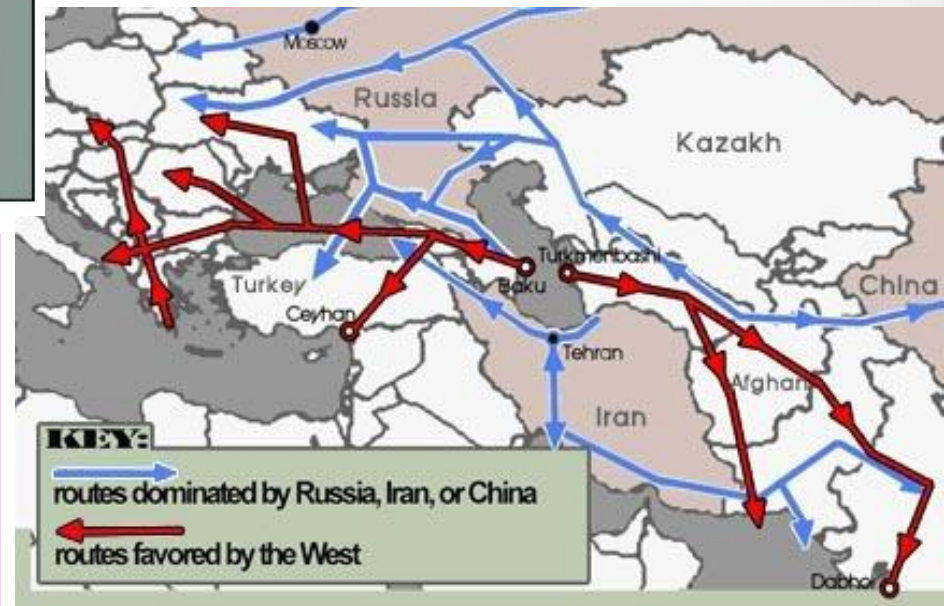 Moscow
Russia
Kazakh
Turkmenbashi
Turkey
Baku
China
Ceyhan
Tehran
Afghan
Iran
KEY:
routes dominated by Russia, Iran, or China
routes favored by the West
Dabhol